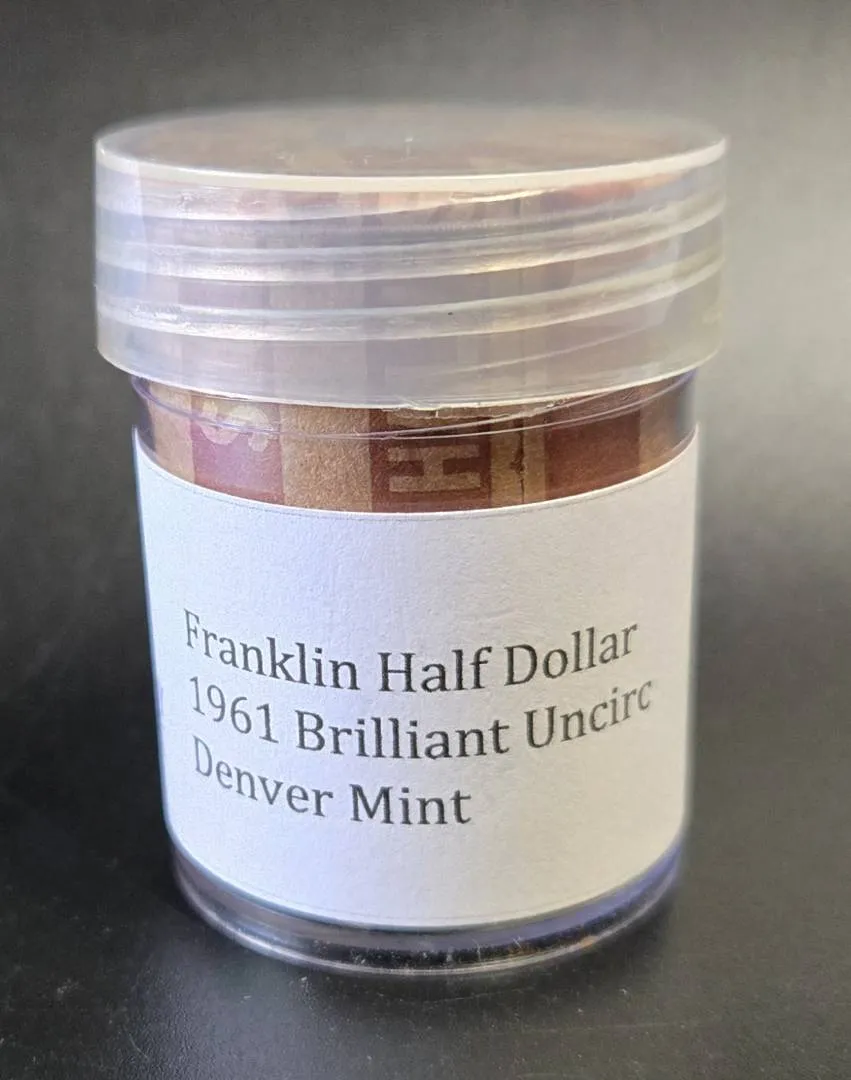 Franklin Half Dollar
1961 Brilliant Uncirc
Denver Mint